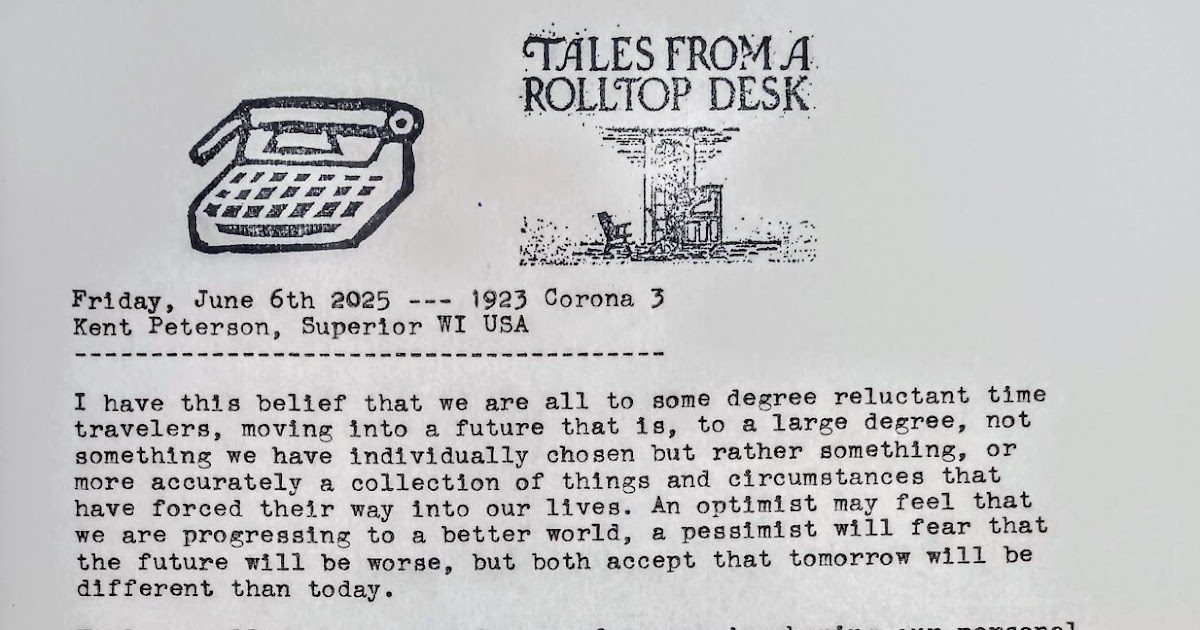 TALES FROM A
ROLLTOP DESK
Friday, June 6th 2025 --- 1923 Corona 3
Kent Peterson, Superior WI USA
---------------------------------------
I have this belief that we are all to some degree reluctant time
travelers, moving into a future that is, to a large degree, not
something we have individually chosen but rather something, or
more accurately a collection of things and circumstances that
have forced their way into our lives. An optimist may feel that
we are progressing to a better world, a pessimist will fear that
the future will be worse, but both accept that tomorrow will be
different than today.
our personal